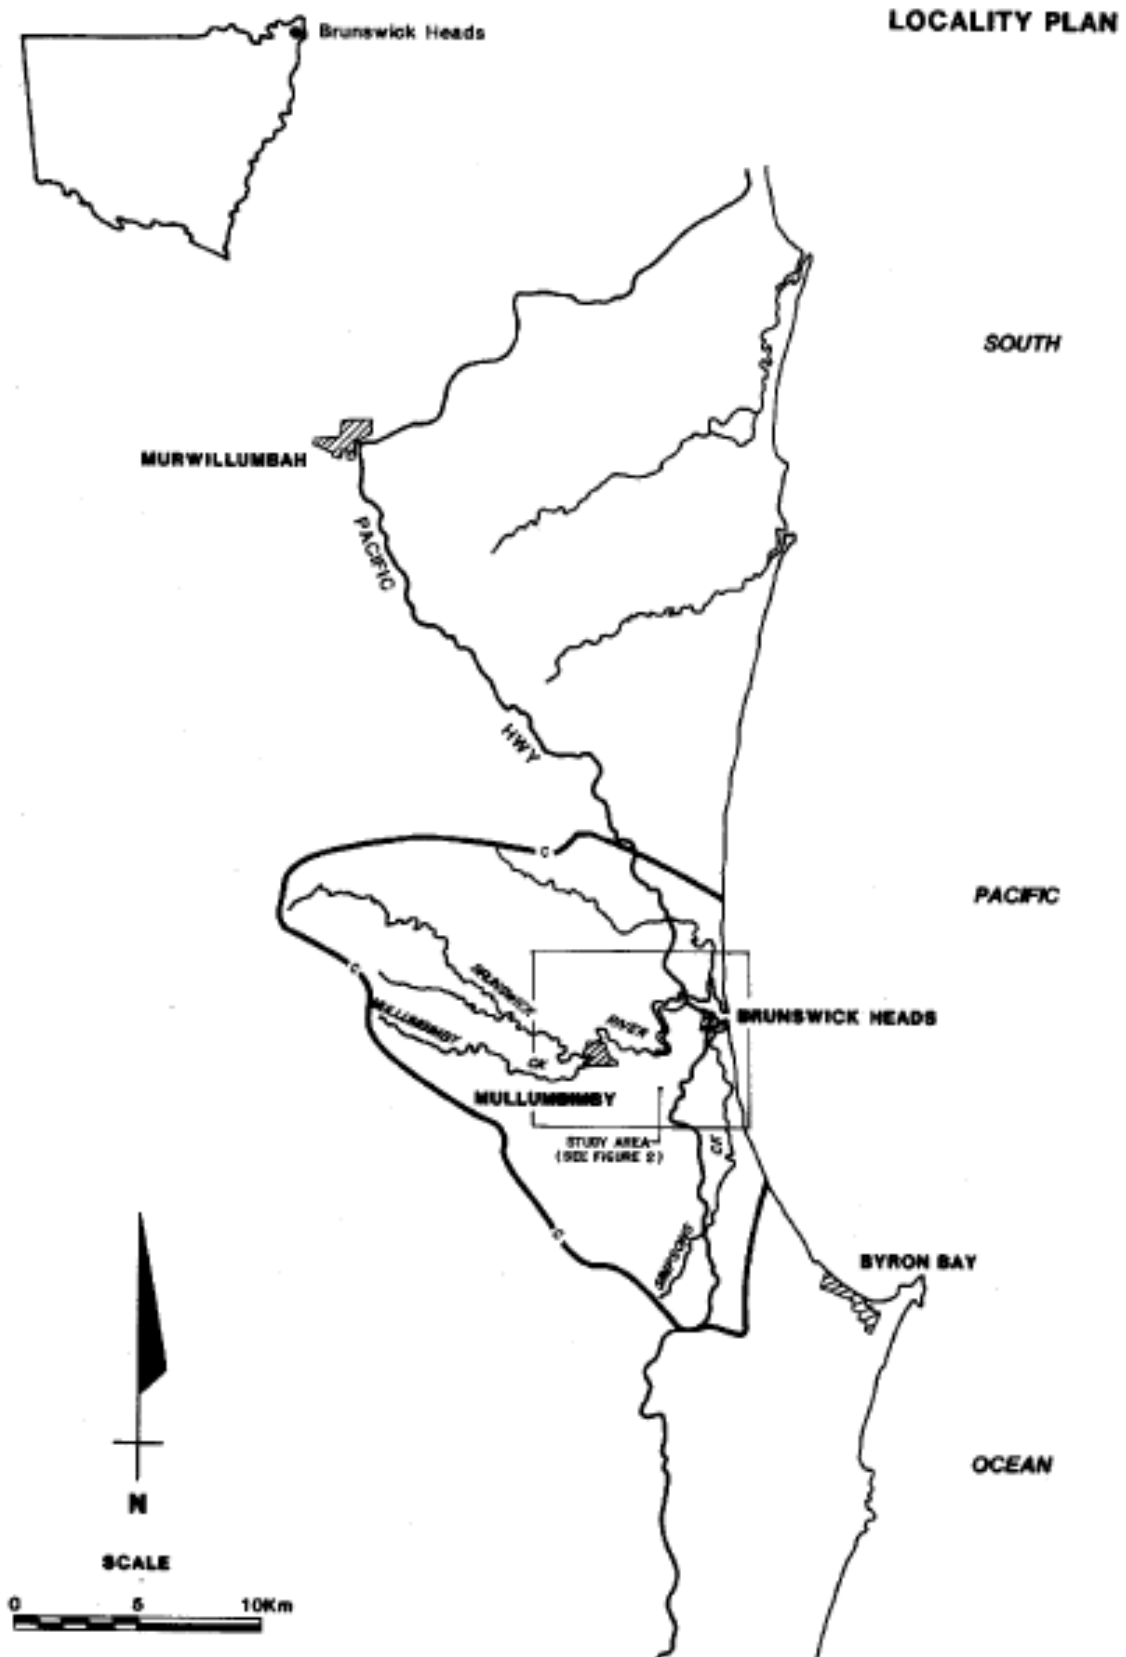 LOCALITY PLAN
Brunswick Heads
SOUTH
MURWILLUMBAH
PACIFIC
HWY
C
PACIFIC
C
BRUNSWICK
RIVER
BRUNSWICK HEADS
MULLUMBIMBY
CK
MULLUMBIMBY
STUDY AREA
(SEE FIGURE 2)
CK
SIMPSONS
C
BYRON BAY
OCEAN
N
SCALE
0 5 10Km